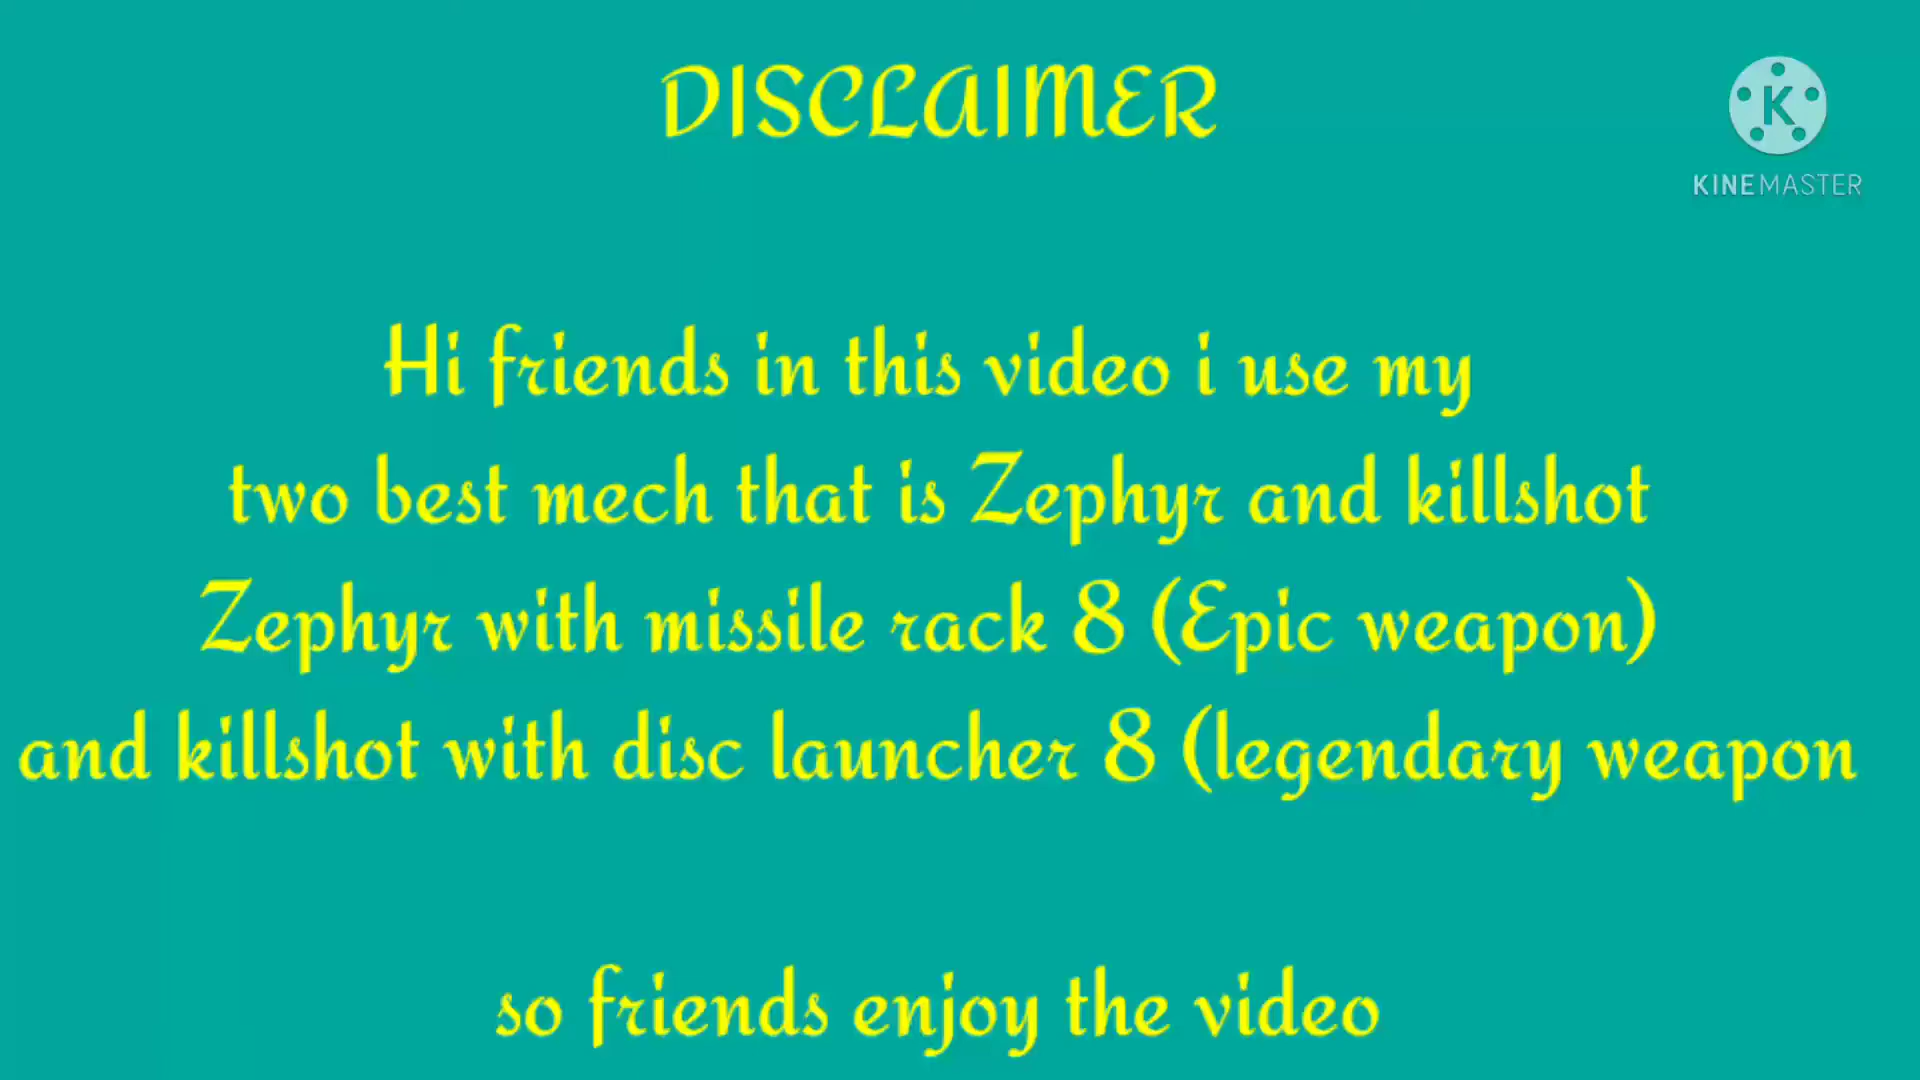 DISCLAIMER
K
KINEMASTER
Hi friends in this video i use my
two best mech that is Zephyr and killshot
Zephyr with missile rack 8 (Epic weapon)
and killshot with disc launcher 8 (legendary weapon
so friends enjoy the video